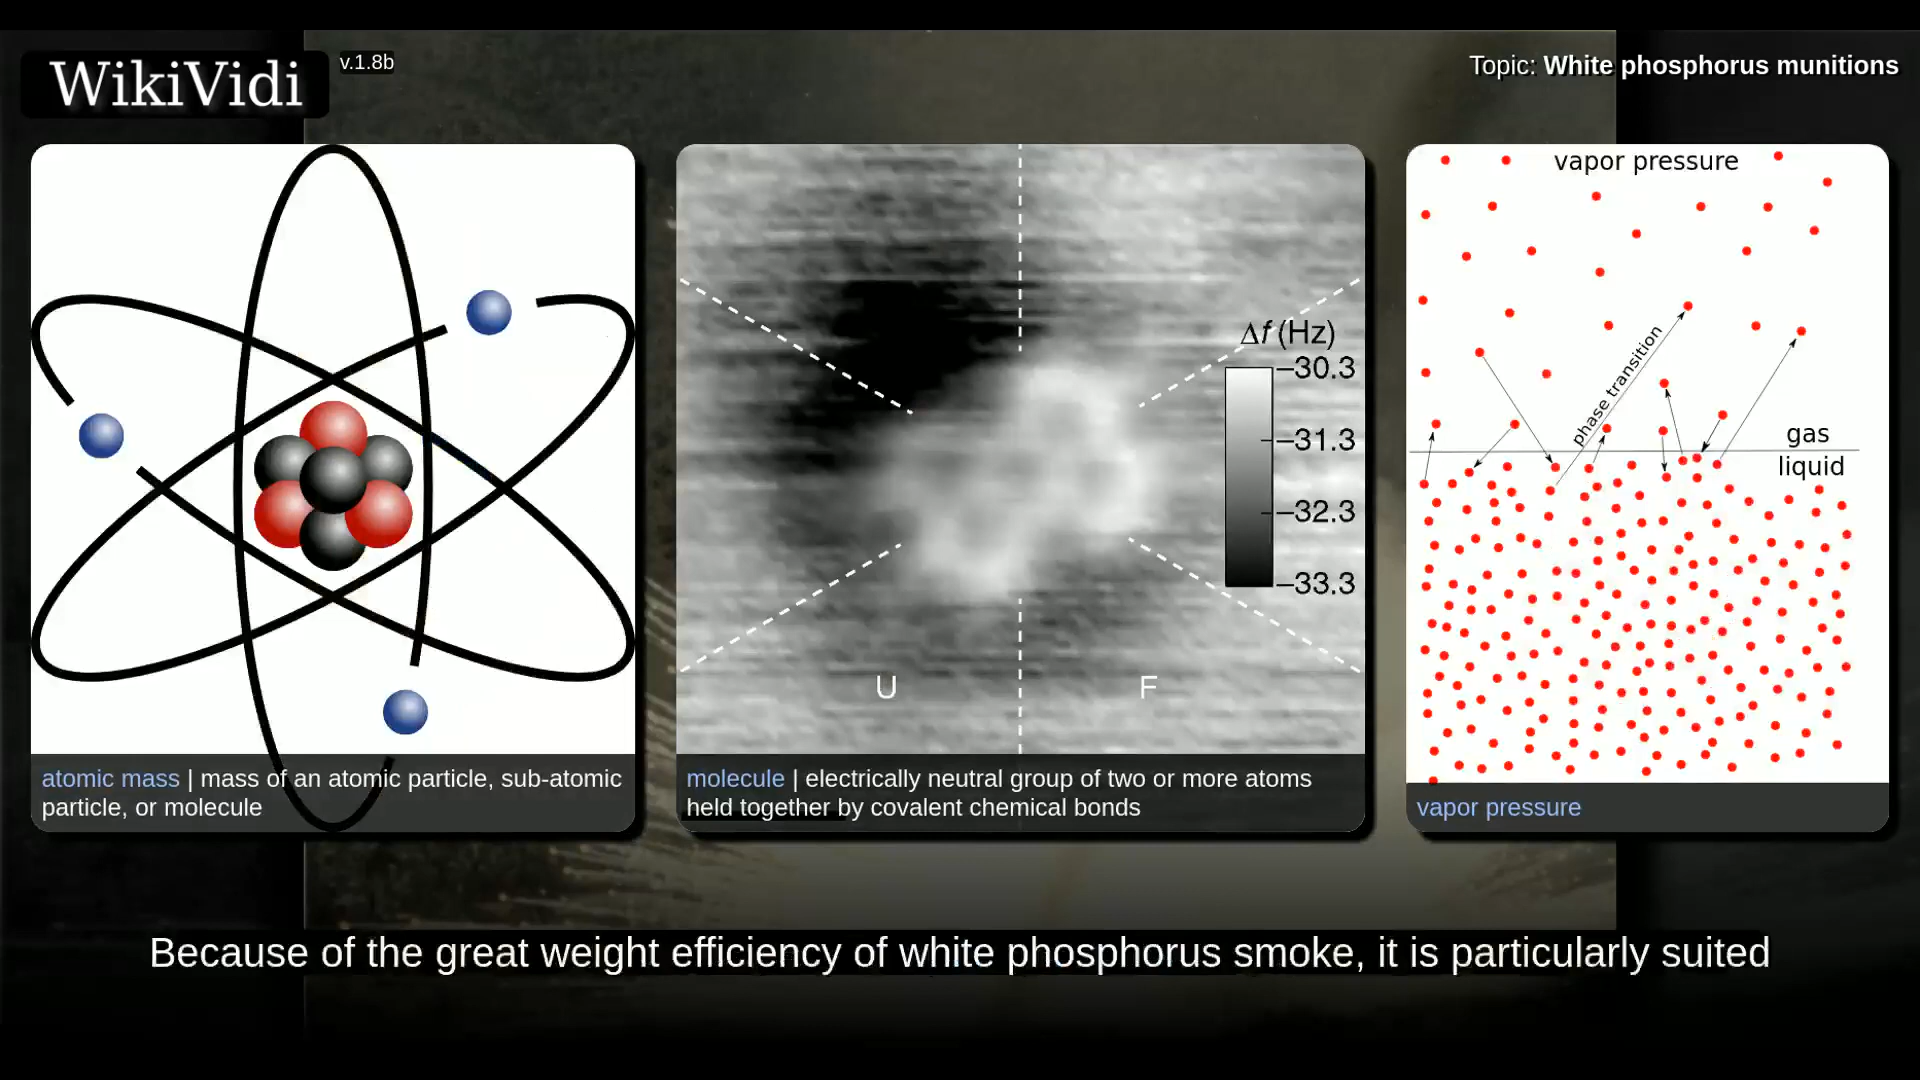 WikiVidi
v.1.8b
Topic: White phosphorus munitions
Δf (Hz)
–30.3
–31.3
–32.3
–33.3
U
F
atomic mass | mass of an atomic particle, sub-atomic
particle, or molecule
molecule | electrically neutral group of two or more atoms
held together by covalent chemical bonds
vapor pressure
phase transition
gas
liquid
vapor pressure
Because of the great weight efficiency of white phosphorus smoke, it is particularly suited